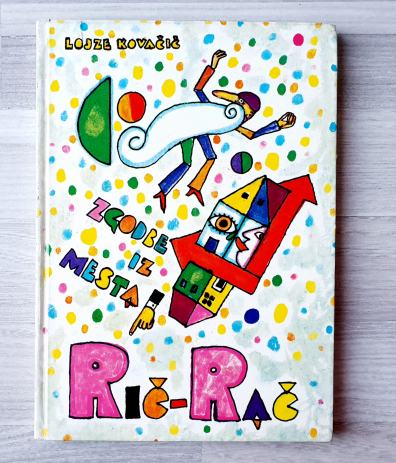 LOJZE KOVAČIČ
ZGODBE
IZ
MESTA
RIČ-RAČ